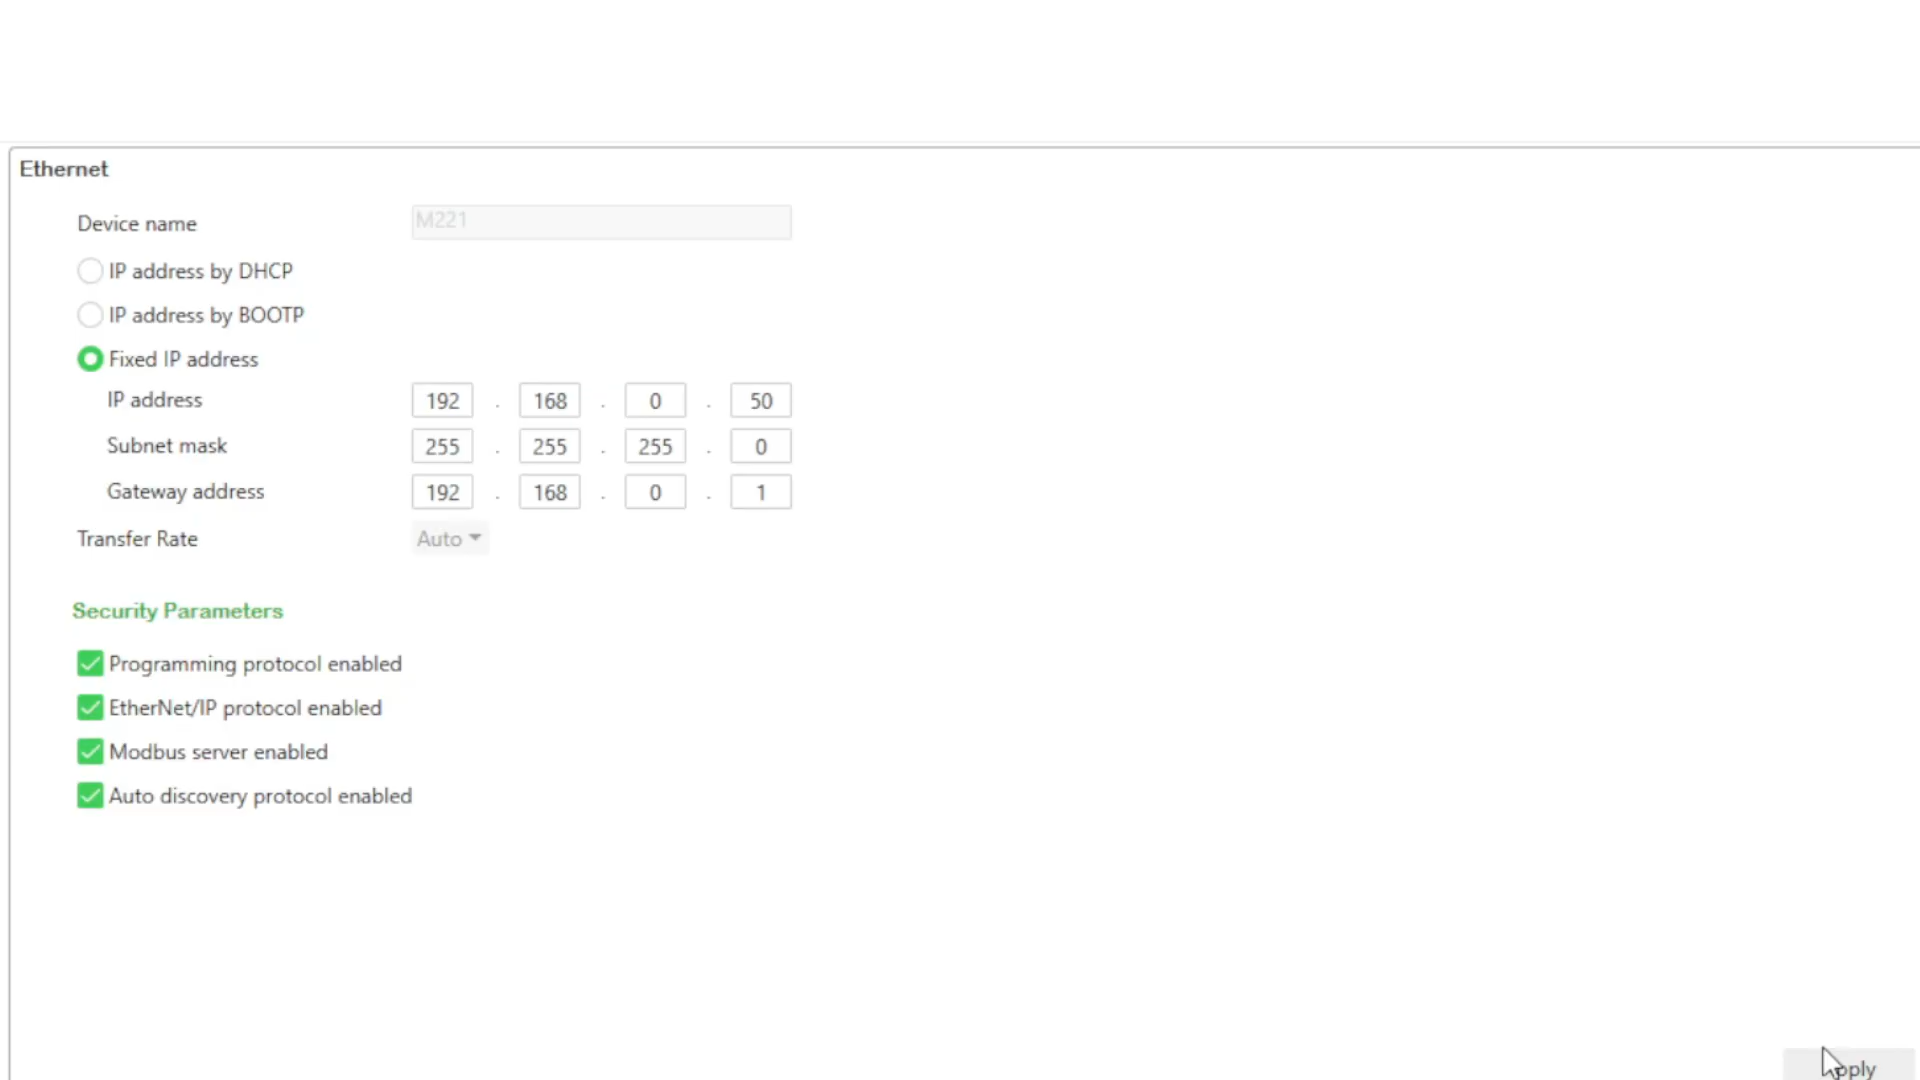 Ethernet
Device name M221
IP address by DHCP
IP address by BOOTP
Fixed IP address
IP address 192 . 168 . 0 . 50
Subnet mask 255 . 255 . 255 . 0
Gateway address 192 . 168 . 0 . 1
Transfer Rate Auto
Security Parameters
Programming protocol enabled
EtherNet/IP protocol enabled
Modbus server enabled
Auto discovery protocol enabled